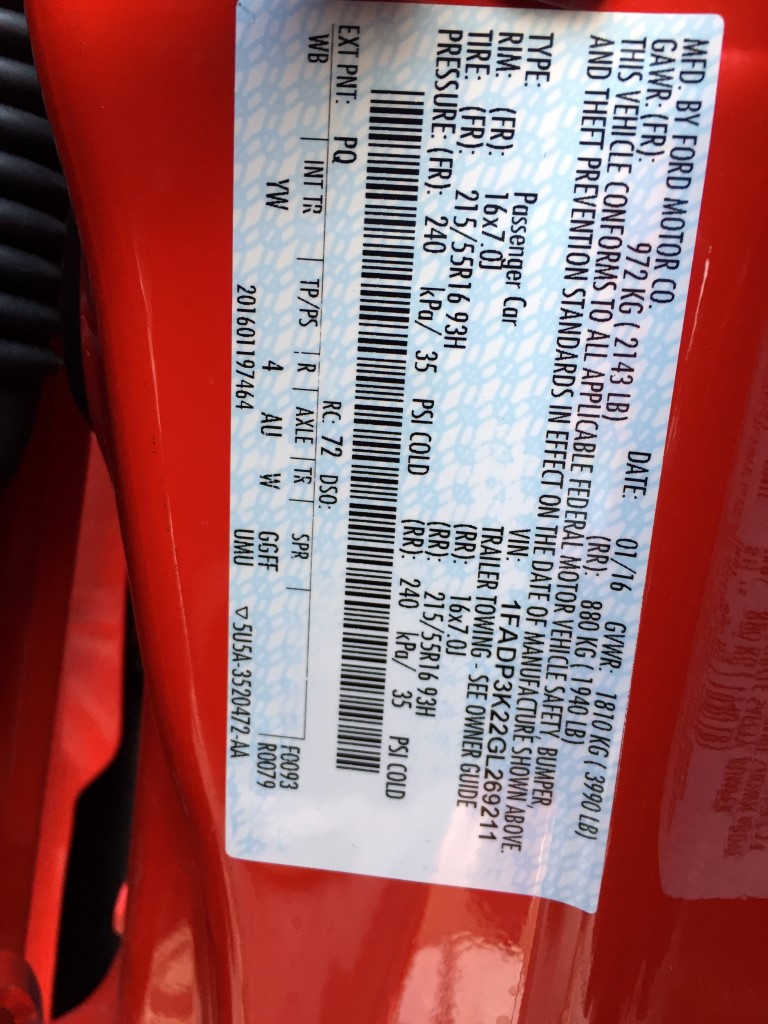 MFD. BY FORD MOTOR CO.
DATE: 01/16 GVWR: 1810 KG ( 3990 LB)
GAWR: (FR): 972 KG ( 2143 LB) (RR): 880 KG ( 1940 LB)
THIS VEHICLE CONFORMS TO ALL APPLICABLE FEDERAL MOTOR VEHICLE SAFETY, BUMPER,
AND THEFT PREVENTION STANDARDS IN EFFECT ON THE DATE OF MANUFACTURE SHOWN ABOVE.
VIN: 1FADP3K22GL269211
TYPE: Passenger Car TRAILER TOWING - SEE OWNER GUIDE
RIM: (FR): 16x7.0J (RR): 16x7.0J
TIRE: (FR): 215/55R16 93H (RR): 215/55R16 93H
PRESSURE: (FR): 240 kPa/ 35 PSI COLD (RR): 240 kPa/ 35 PSI COLD
EXT PNT: PQ RC: 72 DSO:
WB INT TR TP/PS R AXLE TR SPR F0093
YW 4 AU W GGFF R0079
201601197464 UMU ▽5U5A-3520472-AA